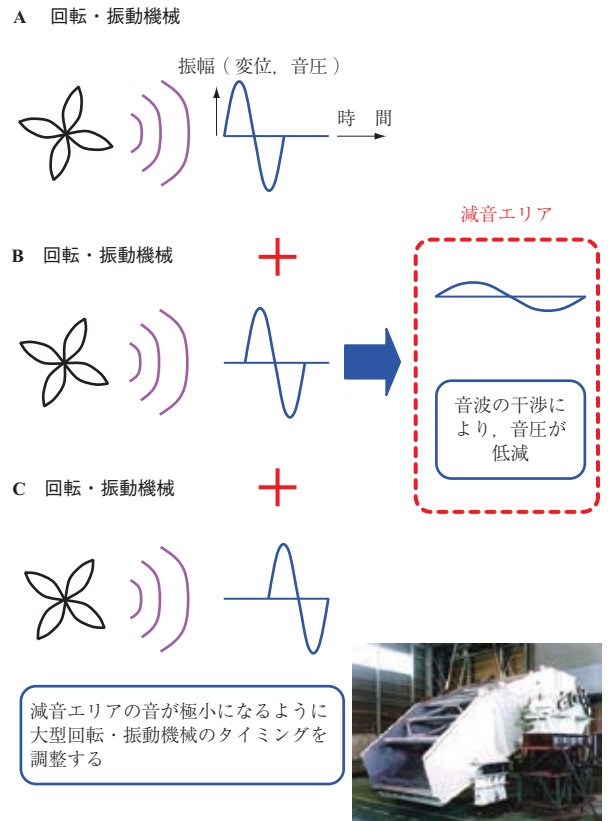 A 回転・振動機械
振幅 ( 変位，音圧 )
時 間
減音エリア
B 回転・振動機械
音波の干渉に
より，音圧が
低減
C 回転・振動機械
減音エリアの音が極小になるように
大型回転・振動機械のタイミングを
調整する